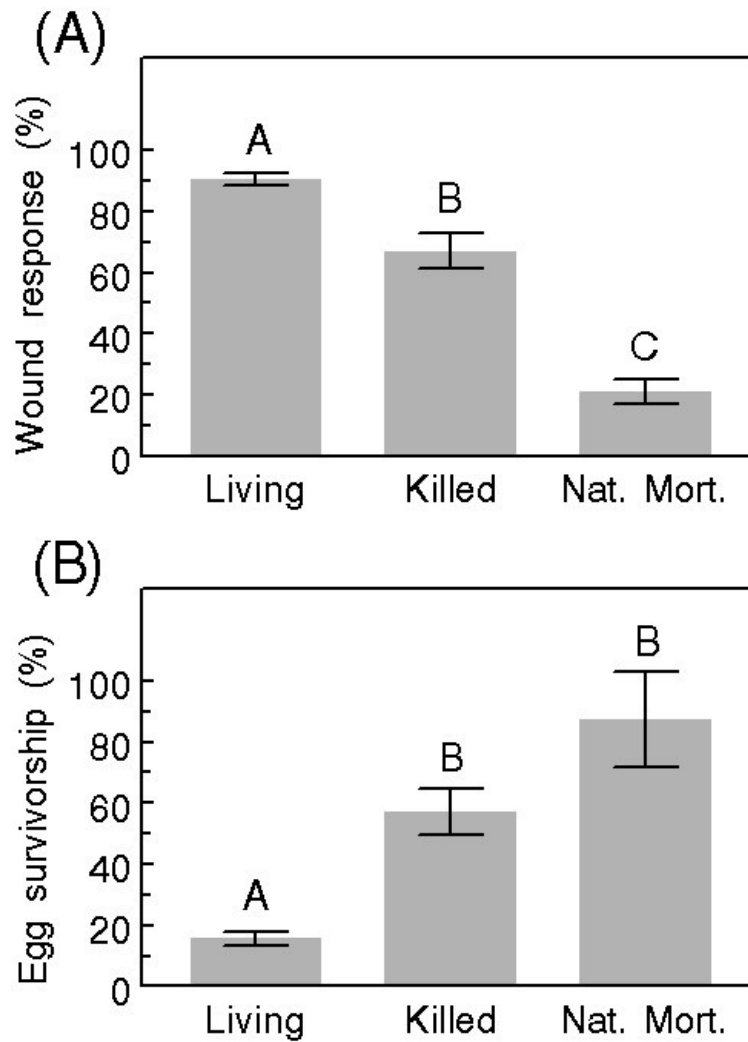 (A)
Wound response (%)
100
80
60
40
20
0
A
B
C
Living Killed Nat. Mort.
(B)
Egg survivorship (%)
100
80
60
40
20
0
A
B
B
Living Killed Nat. Mort.